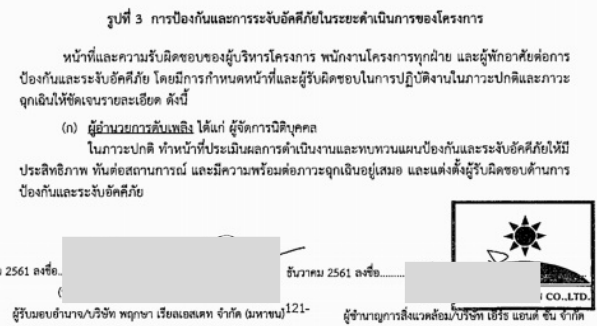 รูปที่ 3 การป้องกันและการระงับอัคคีภัยในระยะดำเนินการของโครงการ
หน้าที่และความรับผิดชอบของผู้บริหารโครงการ พนักงานโครงการทุกฝ่าย และผู้พักอาศัยต่อการ
ป้องกันและระงับอัคคีภัย โดยมีการกำหนดหน้าที่และผู้รับผิดชอบในการปฏิบัติงานในภาวะปกติและภาวะ
ฉุกเฉินให้ชัดเจนรายละเอียด ดังนี้
(ก) ผู้อำนวยการดับเพลิง ได้แก่ ผู้จัดการนิติบุคคล
ในภาวะปกติ ทำหน้าที่ประเมินผลการดำเนินงานและทบทวนแผนป้องกันและระงับอัคคีภัยให้มี
ประสิทธิภาพ ทันต่อสถานการณ์ และมีความพร้อมต่อภาวะฉุกเฉินอยู่เสมอ และแต่งตั้งผู้รับผิดชอบด้านการ
ป้องกันและระงับอัคคีภัย
2561 ลงชื่อ.. ธันวาคม 2561 ลงชื่อ..........
CO.,LTD.
ผู้รับมอบอำนาจ/บริษัท พฤกษา เรียลเอสเตท จำกัด (มหาชน) 121- ผู้ชำนาญการสิ่งแวดล้อม/บริษัท เอิร์ธ แอนด์ ซัน จำกัด